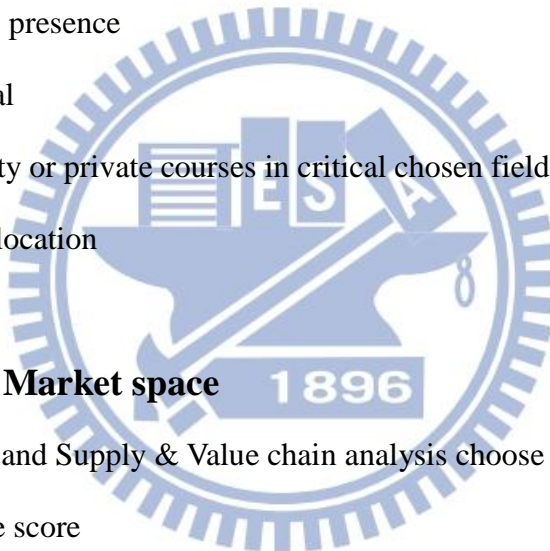 presence
al
ty or private courses in critical chosen field
location
E S A
Market space
1896
and Supply & Value chain analysis choose
e score